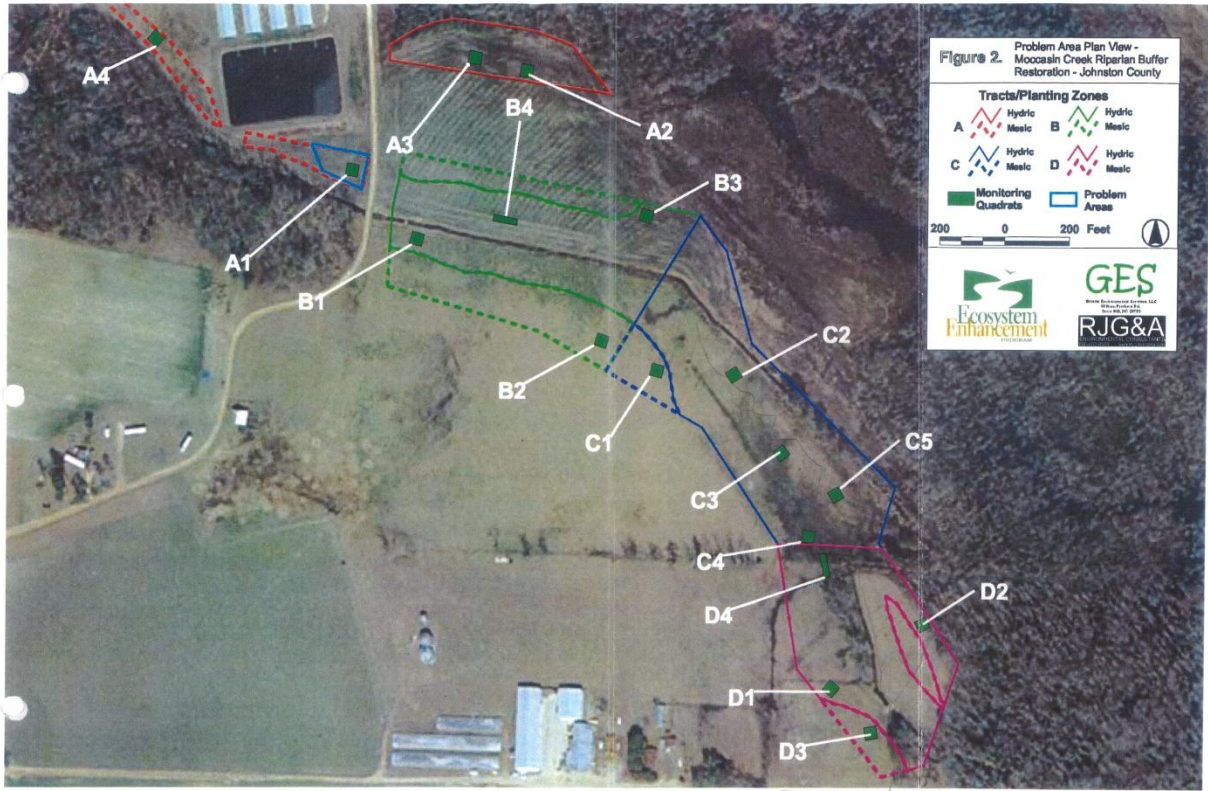 Figure 2.
Problem Area Plan View -
Moccasin Creek Riparian Buffer
Restoration - Johnston County
Tracts/Planting Zones
A Hydric
Mesic
B Hydric
Mesic
C Hydric
Mesic
D Hydric
Mesic
Monitoring
Quadrats
Problem
Areas
200 0 200 Feet
Ecosystem
Enhancement
PROGRAM
GES
RJG&A
ENVIRONMENTAL CONSULTANTS
A4
A3
A2
B4
B3
A1
B1
B2
C1
C2
C3
C5
C4
D4
D2
D1
D3